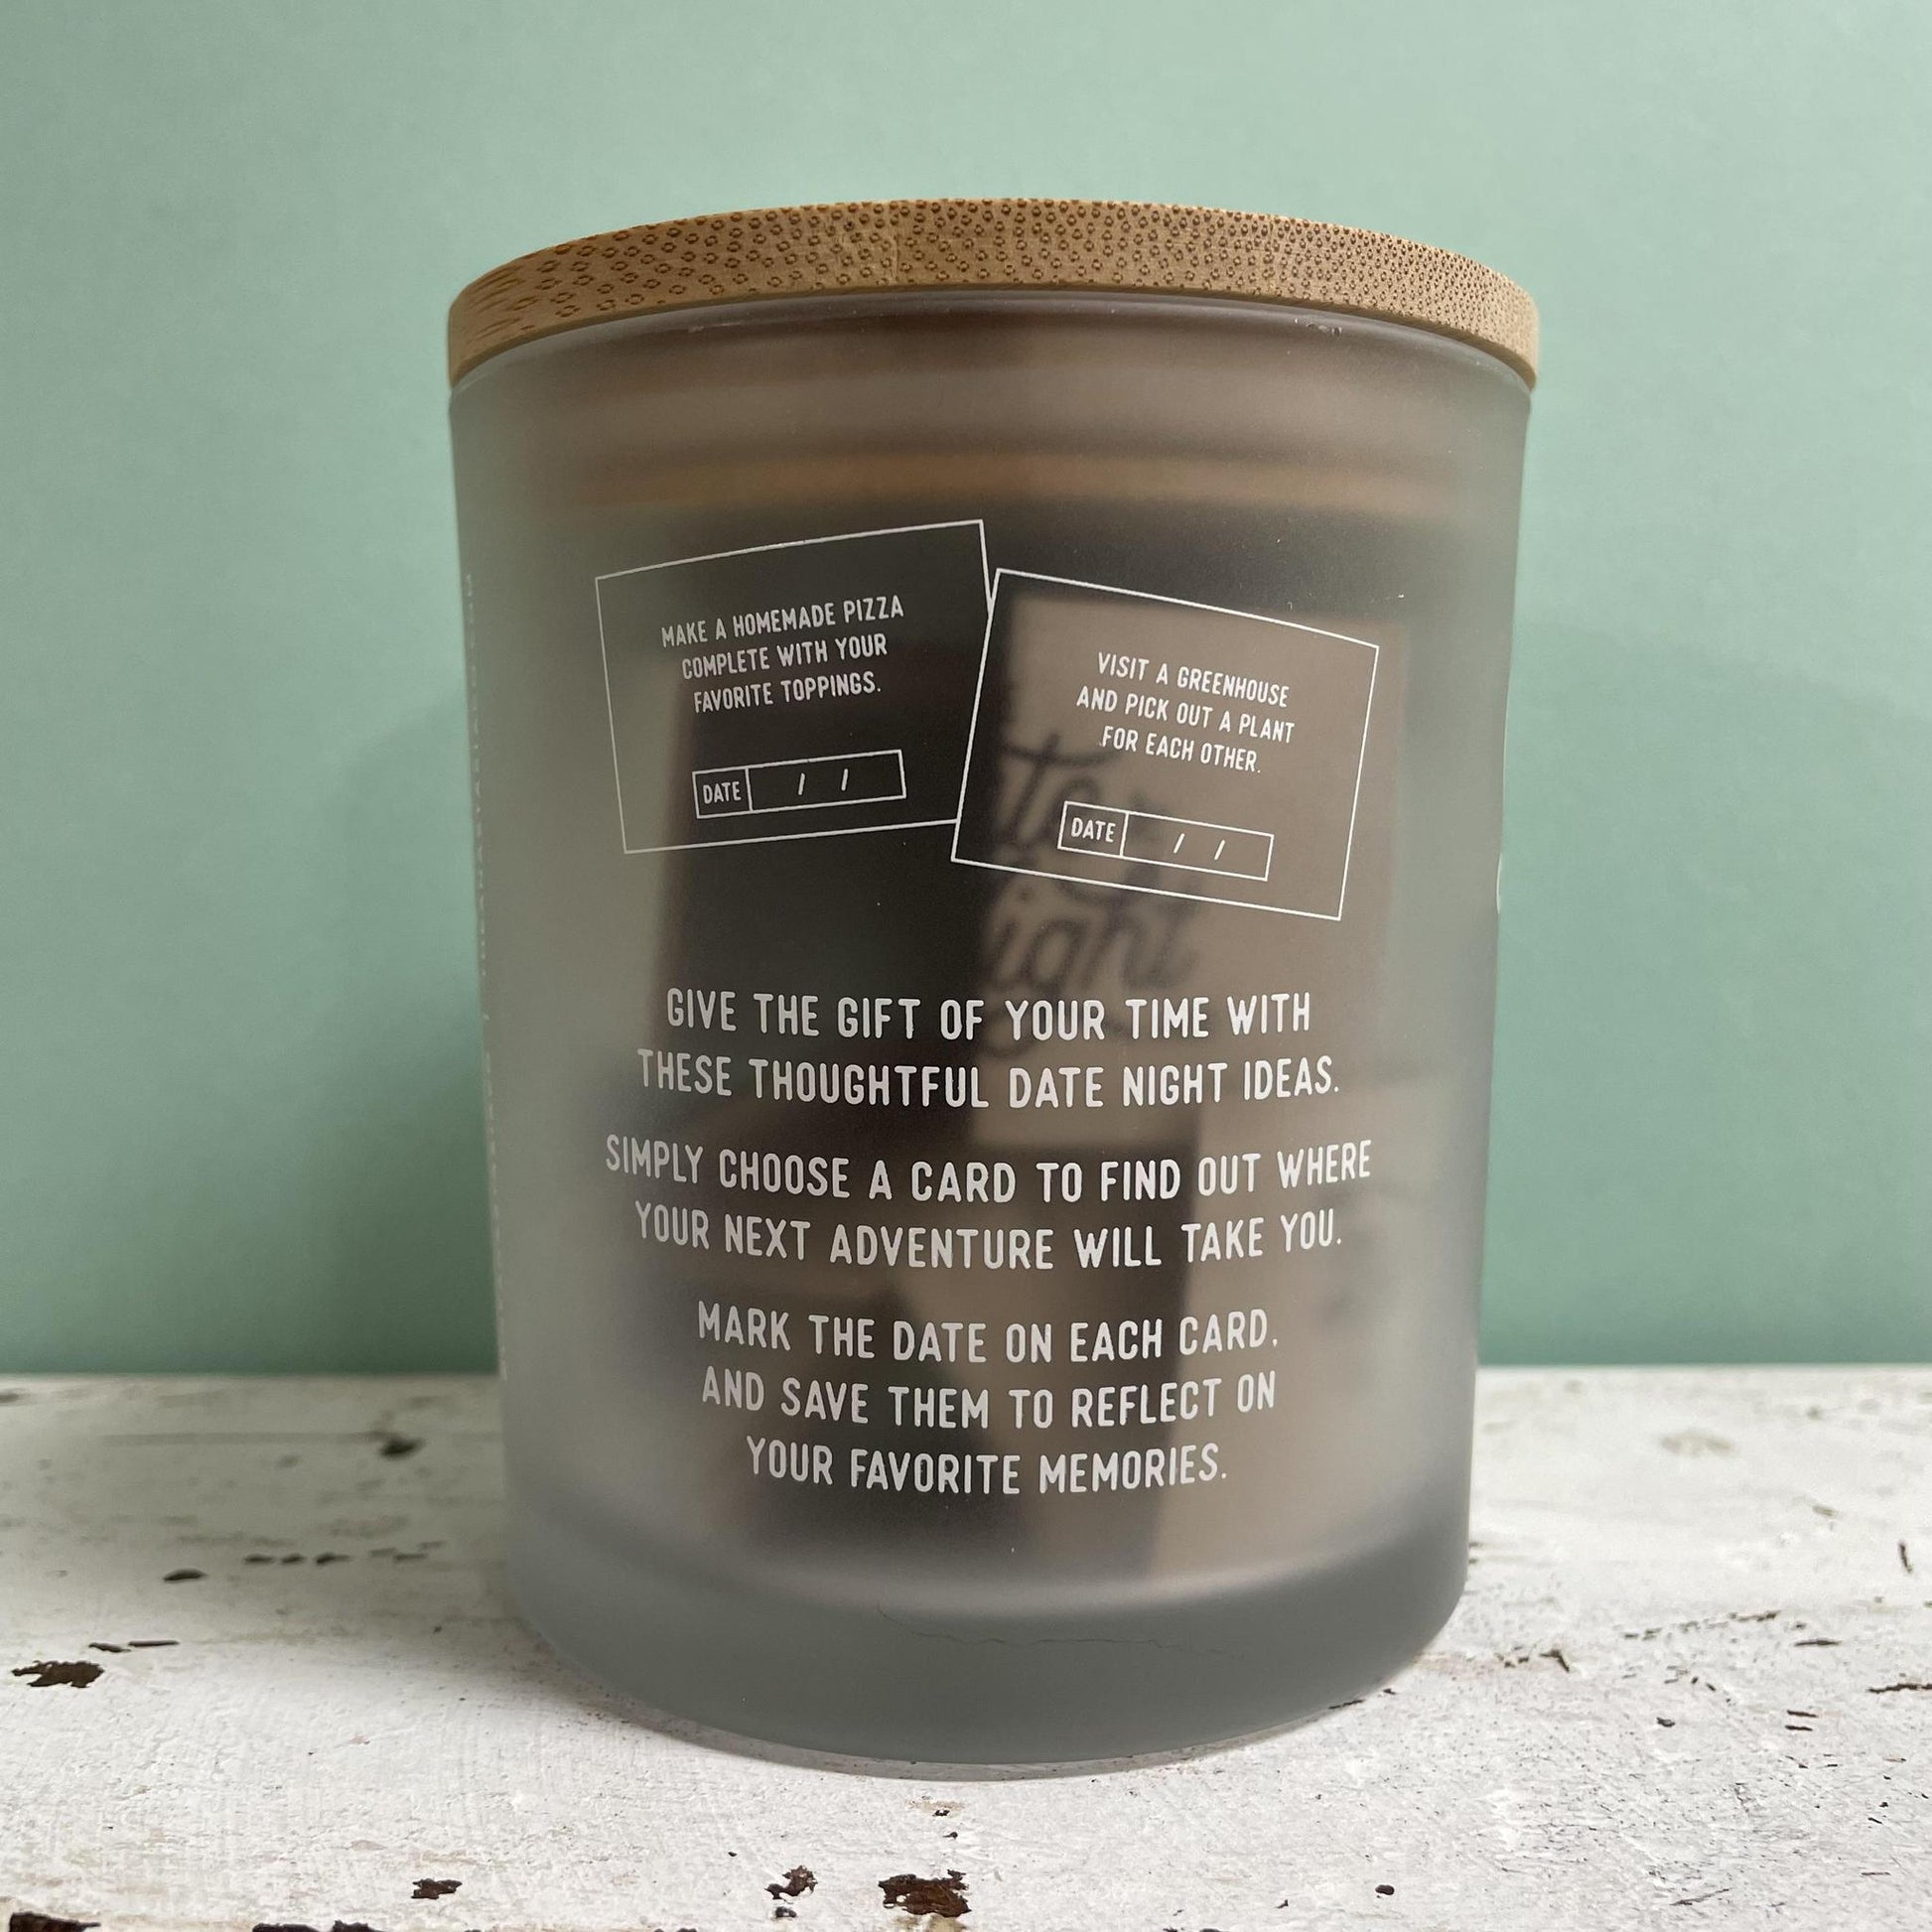 MAKE A HOMEMADE PIZZA
COMPLETE WITH YOUR
FAVORITE TOPPINGS.
DATE / /
VISIT A GREENHOUSE
AND PICK OUT A PLANT
FOR EACH OTHER.
DATE / /
GIVE THE GIFT OF YOUR TIME WITH
THESE THOUGHTFUL DATE NIGHT IDEAS.
SIMPLY CHOOSE A CARD TO FIND OUT WHERE
YOUR NEXT ADVENTURE WILL TAKE YOU.
MARK THE DATE ON EACH CARD,
AND SAVE THEM TO REFLECT ON
YOUR FAVORITE MEMORIES.